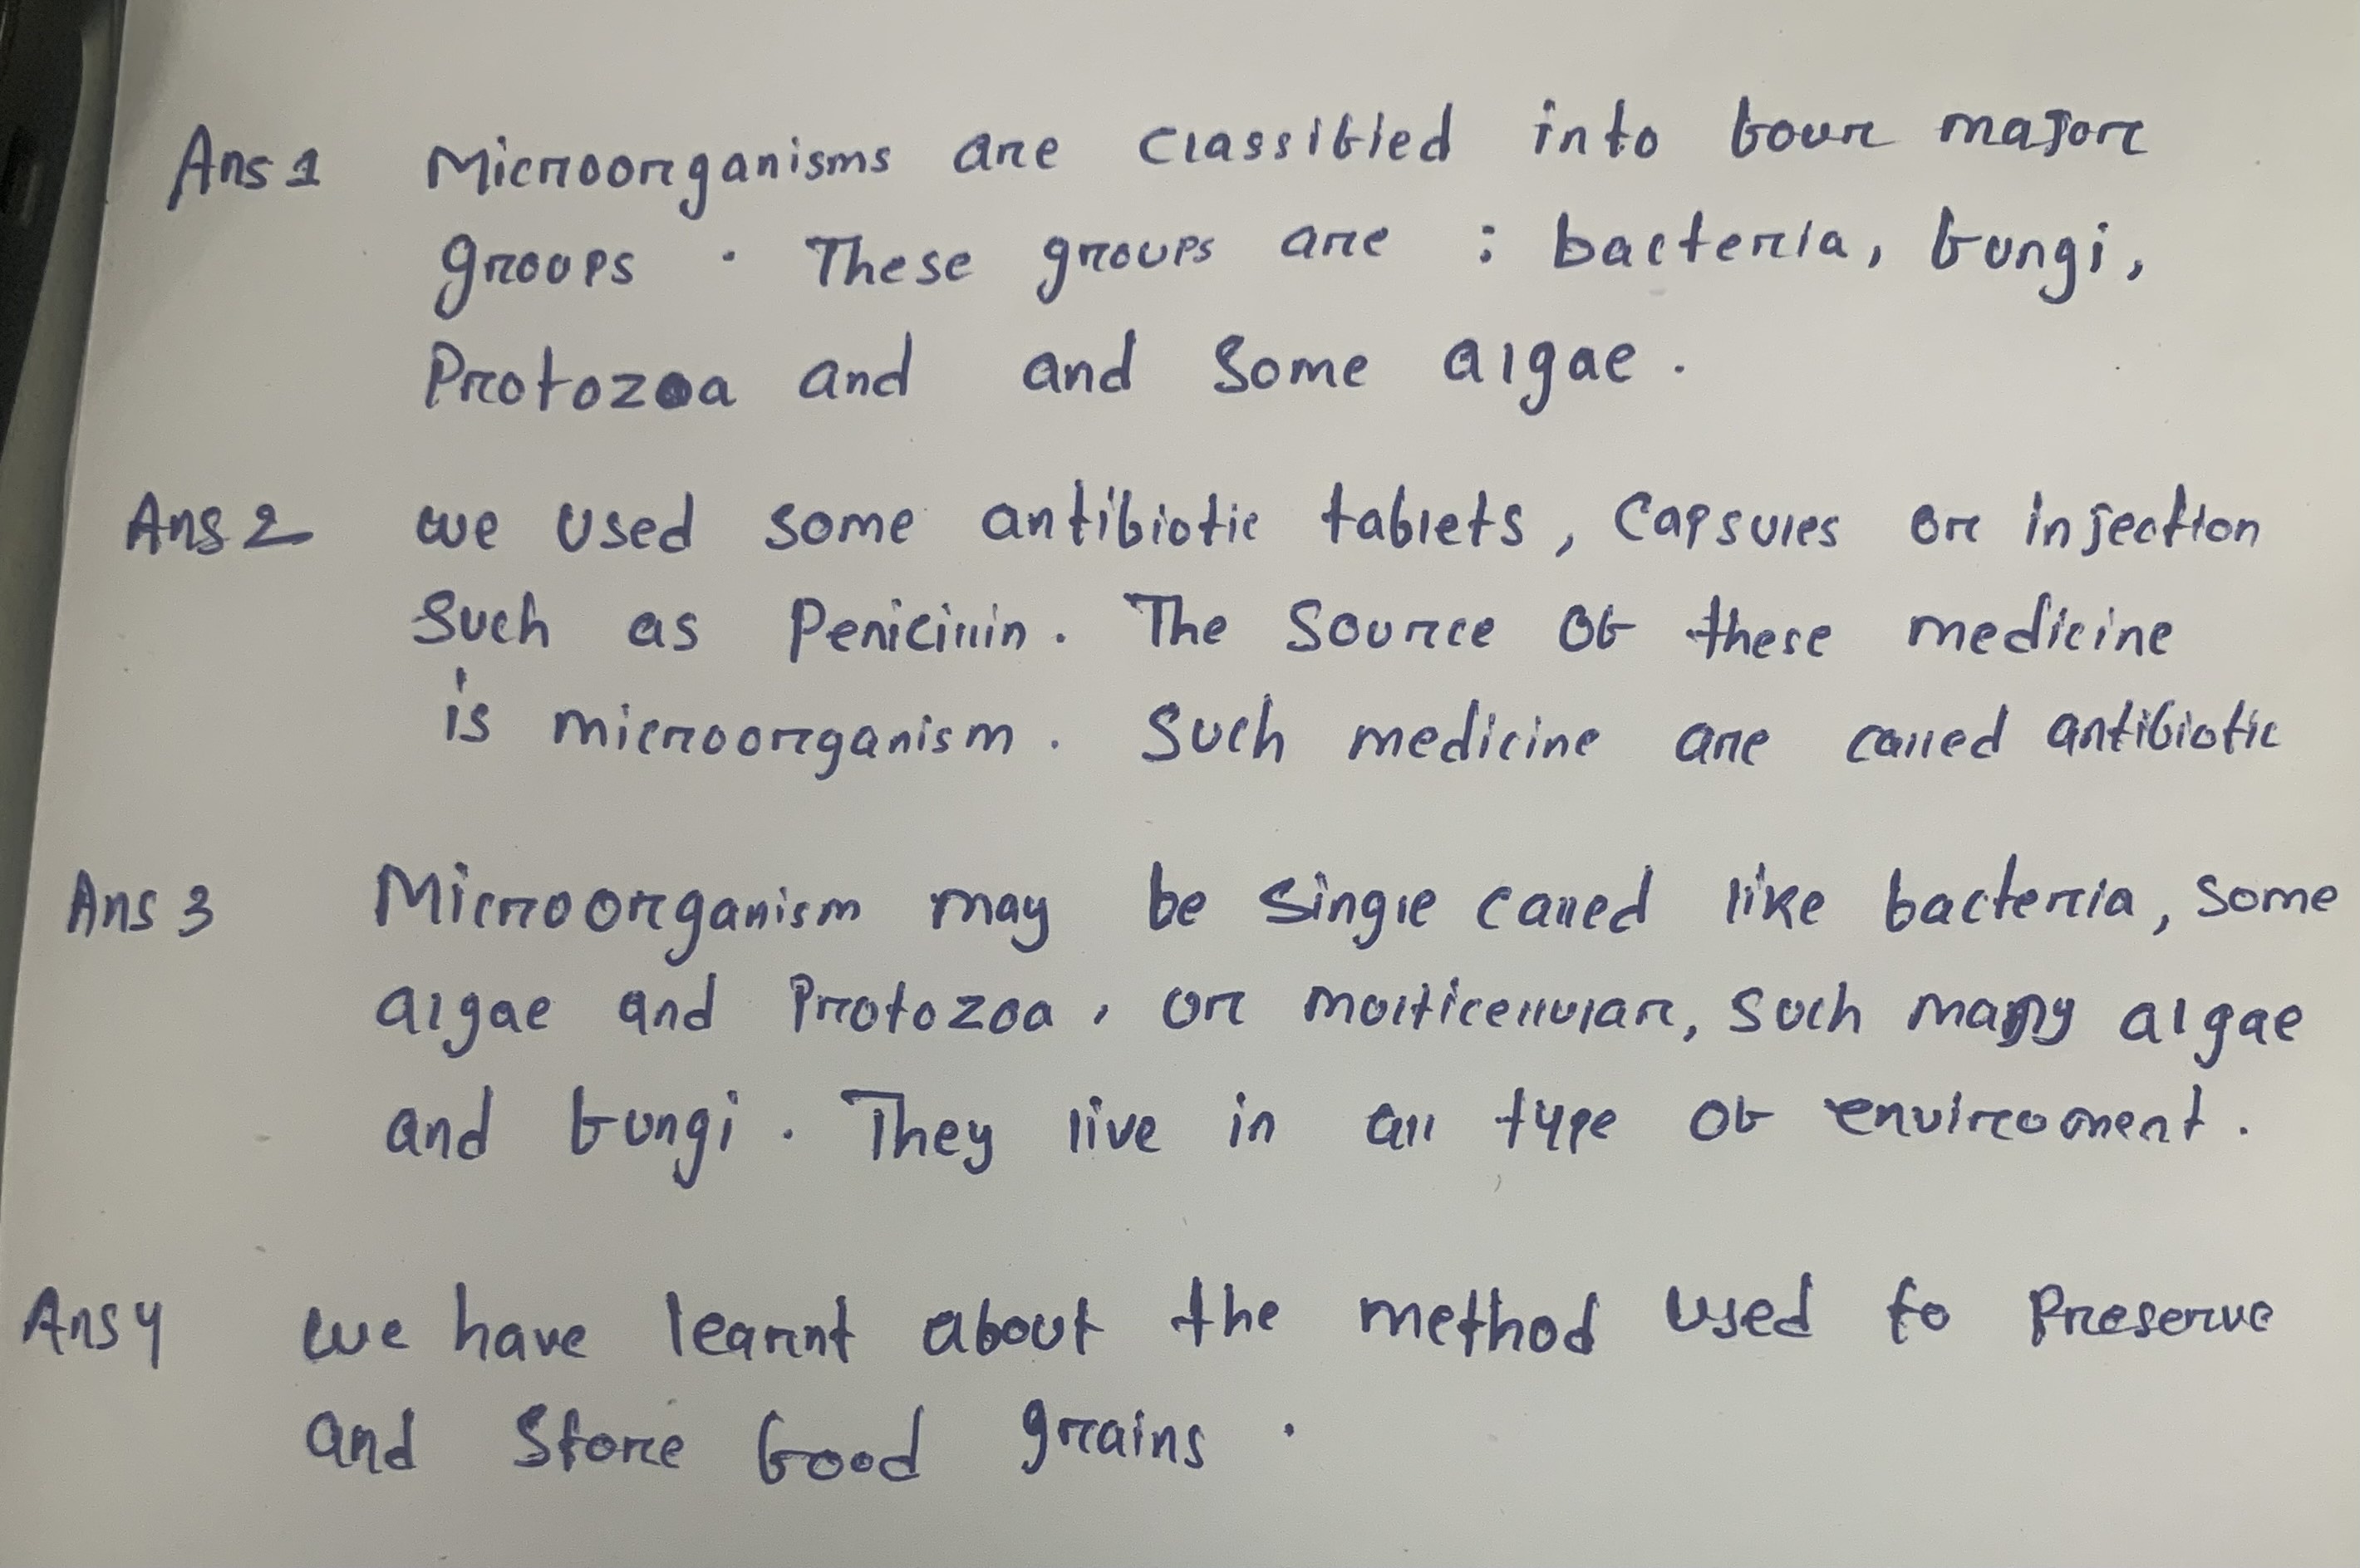 Ans 1 Microorganisms are classified into four major
groups . These groups are : bacteria, fungi,
Protozoa and and some algae .
Ans 2 we used some antibiotic tablets , Capsules or injection
Such as Penicillin . The Source of these medicine
is microorganism . Such medicine are called antibiotic
Ans 3 Microorganism may be single called like bacteria, some
algae and Protozoa , or multicellular, such many algae
and fungi . They live in all type of enviroment .
Ans 4 we have learnt about the method used to Preserve
and Store food grains .